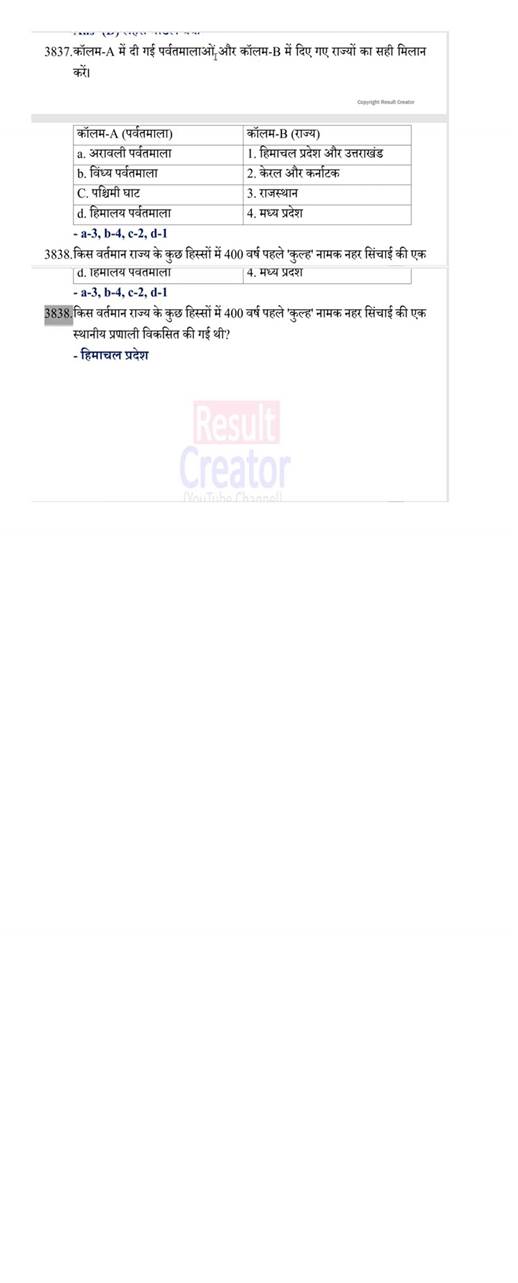 3837.कॉलम-A में दी गई पर्वतमालाओं और कॉलम-B में दिए गए राज्यों का सही मिलान
करें।
Copyright Result Creator
कॉलम-A (पर्वतमाला) कॉलम-B (राज्य)
a. अरावली पर्वतमाला 1. हिमाचल प्रदेश और उत्तराखंड
b. विंध्य पर्वतमाला 2. केरल और कर्नाटक
C. पश्चिमी घाट 3. राजस्थान
d. हिमालय पर्वतमाला 4. मध्य प्रदेश
- a-3, b-4, c-2, d-1
3838.किस वर्तमान राज्य के कुछ हिस्सों में 400 वर्ष पहले 'कुल्ह' नामक नहर सिंचाई की एक
d. हिमालय पर्वतमाला 4. मध्य प्रदेश
- a-3, b-4, c-2, d-1
3838.किस वर्तमान राज्य के कुछ हिस्सों में 400 वर्ष पहले 'कुल्ह' नामक नहर सिंचाई की एक
स्थानीय प्रणाली विकसित की गई थी?
- हिमाचल प्रदेश
Result
Creator
(YouTube Channel)